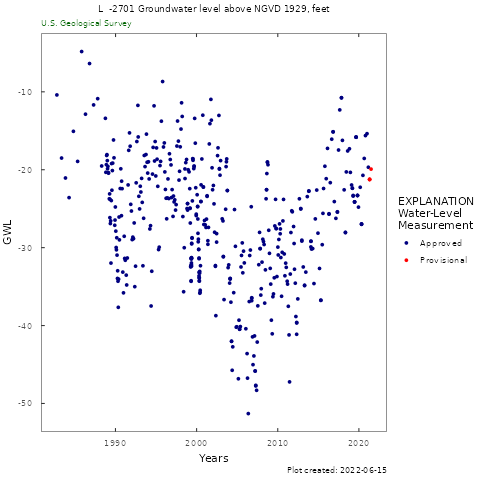 L -2701 Groundwater level above NGVD 1929, feet
U.S. Geological Survey
GWL
-10
-20
-30
-40
-50
1990
2000
2010
2020
Years
EXPLANATION
Water-Level
Measurement
Approved
Provisional
Plot created: 2022-06-15